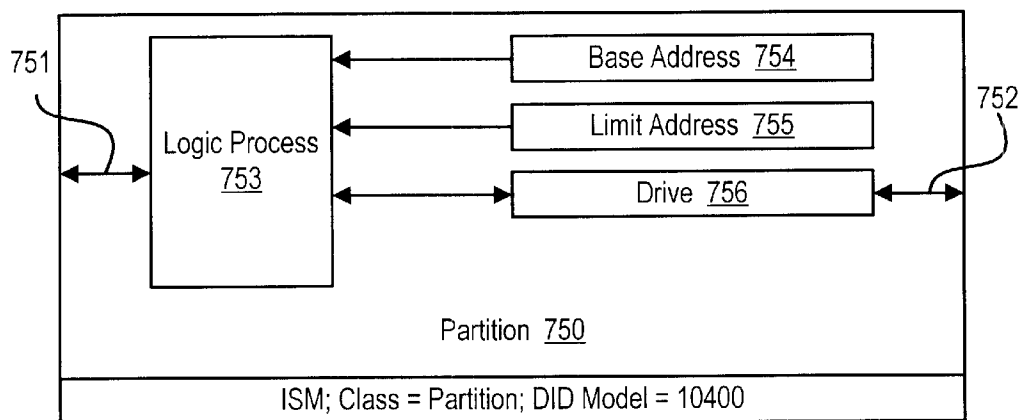 751
Logic Process
753
Base Address 754
Limit Address 755
Drive 756
752
Partition 750
ISM; Class = Partition; DID Model = 10400